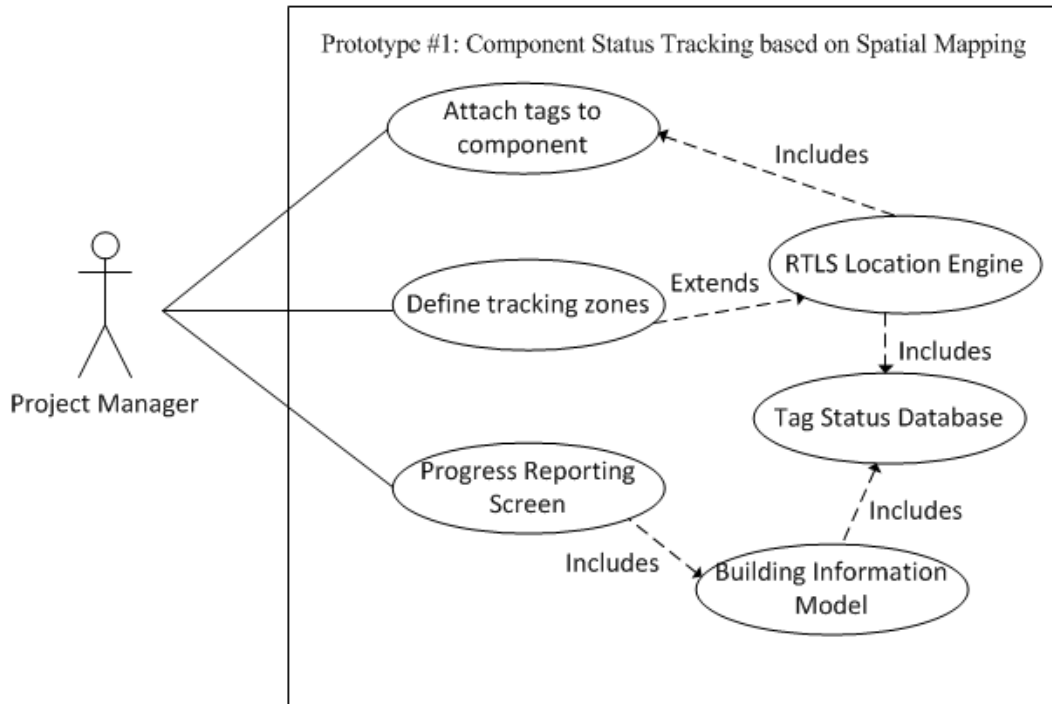 Prototype #1: Component Status Tracking based on Spatial Mapping
Attach tags to
component
Includes
RTLS Location Engine
Extends
Define tracking zones
Includes
Project Manager
Tag Status Database
Progress Reporting
Screen
Includes
Includes
Building Information
Model